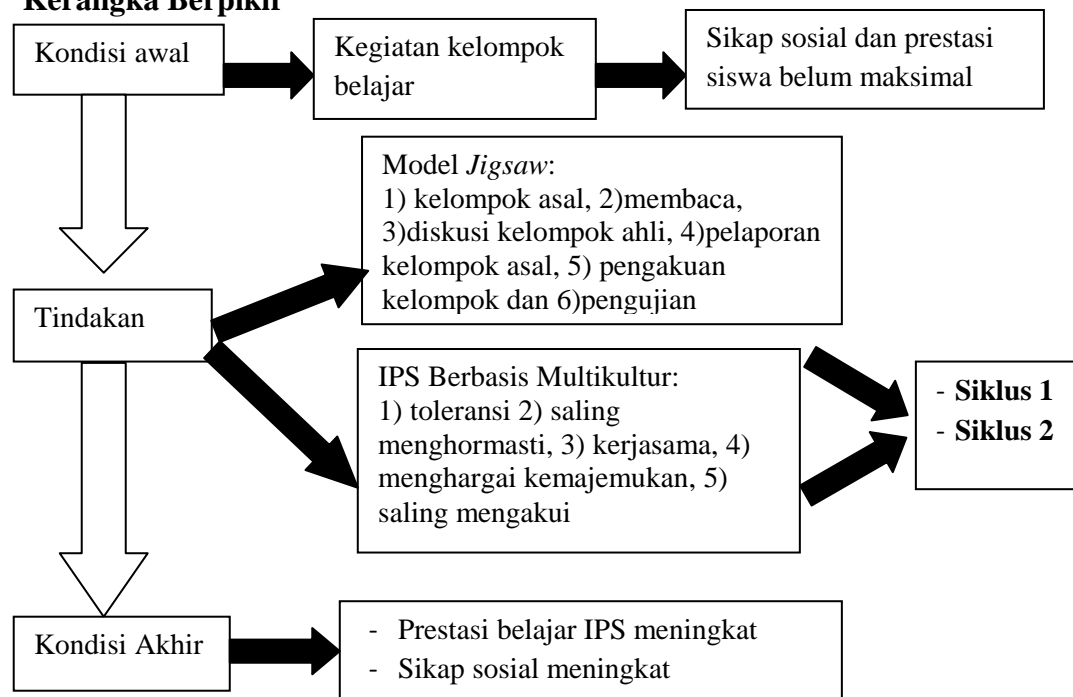 Kerangka Berpikir
Kondisi awal
Kegiatan kelompok
belajar
Sikap sosial dan prestasi
siswa belum maksimal
Model Jigsaw:
1) kelompok asal, 2)membaca,
3)diskusi kelompok ahli, 4)pelaporan
kelompok asal, 5) pengakuan
kelompok dan 6)pengujian
Tindakan
IPS Berbasis Multikultur:
1) toleransi 2) saling
menghormasti, 3) kerjasama, 4)
menghargai kemajemukan, 5)
saling mengakui
- Siklus 1
- Siklus 2
Kondisi Akhir
- Prestasi belajar IPS meningkat
- Sikap sosial meningkat